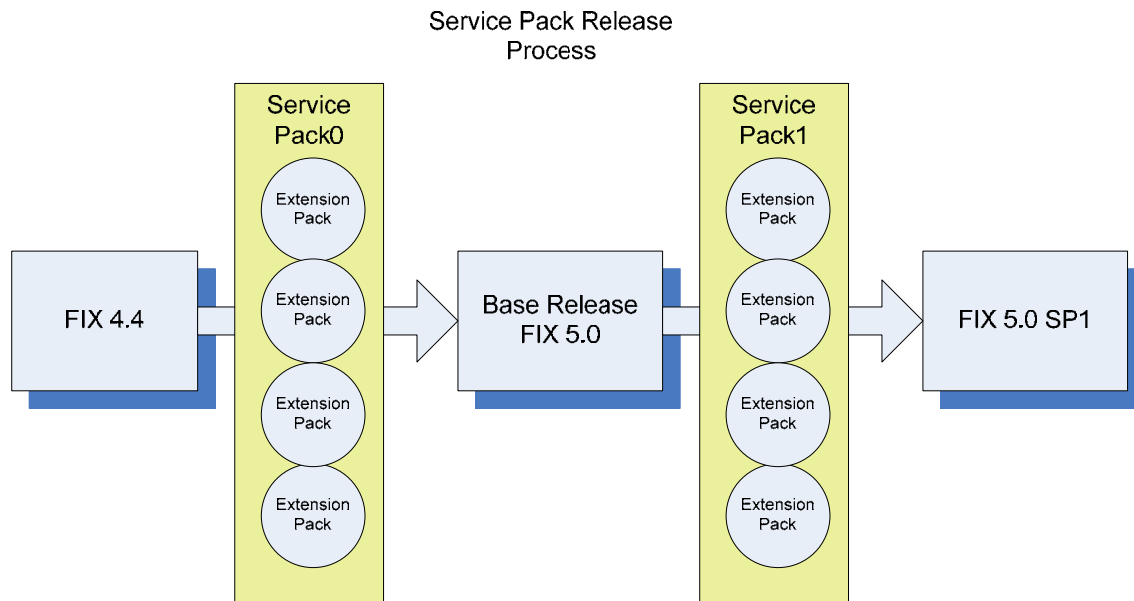 Service Pack Release
Process
Service
Pack0
Extension
Pack
Extension
Pack
Extension
Pack
Extension
Pack
FIX 4.4
Base Release
FIX 5.0
Service
Pack1
Extension
Pack
Extension
Pack
Extension
Pack
Extension
Pack
FIX 5.0 SP1